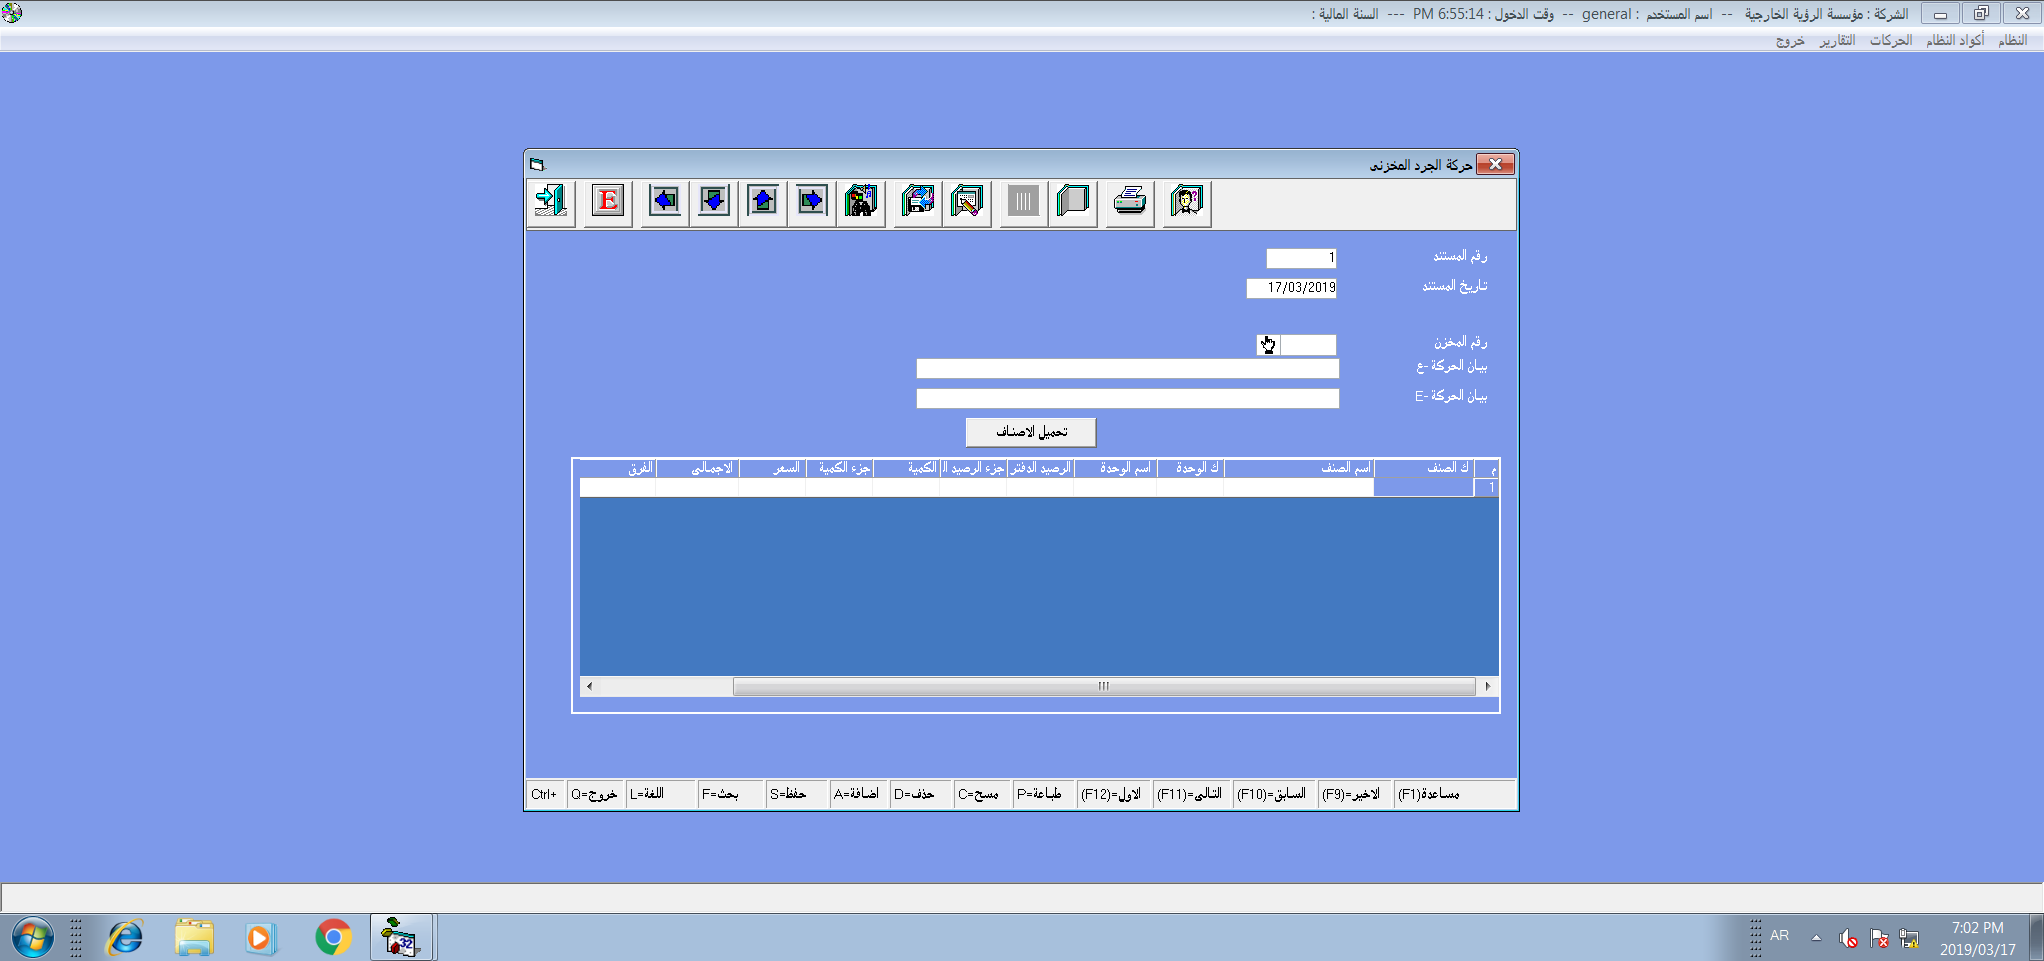 الشركة : مؤسسة الرؤية الخارجية -- اسم المستخدم : general -- وقت الدخول : 6:55:14 PM --- السنة المالية :
النظام أكواد النظام الحركات التقارير خروج
حركة الجرد المخزنى
E
رقم المستند 1
تاريخ المستند 17/03/2019
رقم المخزن
بيان الحركة -ع
بيان الحركة -E
تحميل الاصناف
م ك الصنف اسم الصنف ك الوحدة اسم الوحدة الرصيد الدفتر جزء الرصيد ال الكمية جزء الكمية السعر الاجمالى الفرق
1
Ctrl+ خروج=Q اللغة=L بحث=F حفظ=S اضافة=A حذف=D مسح=C طباعة=P الاول=(F12) التالى=(F11) السابق=(F10) الاخير=(F9) مساعدة(F1)
32
AR
7:02 PM
2019/03/17